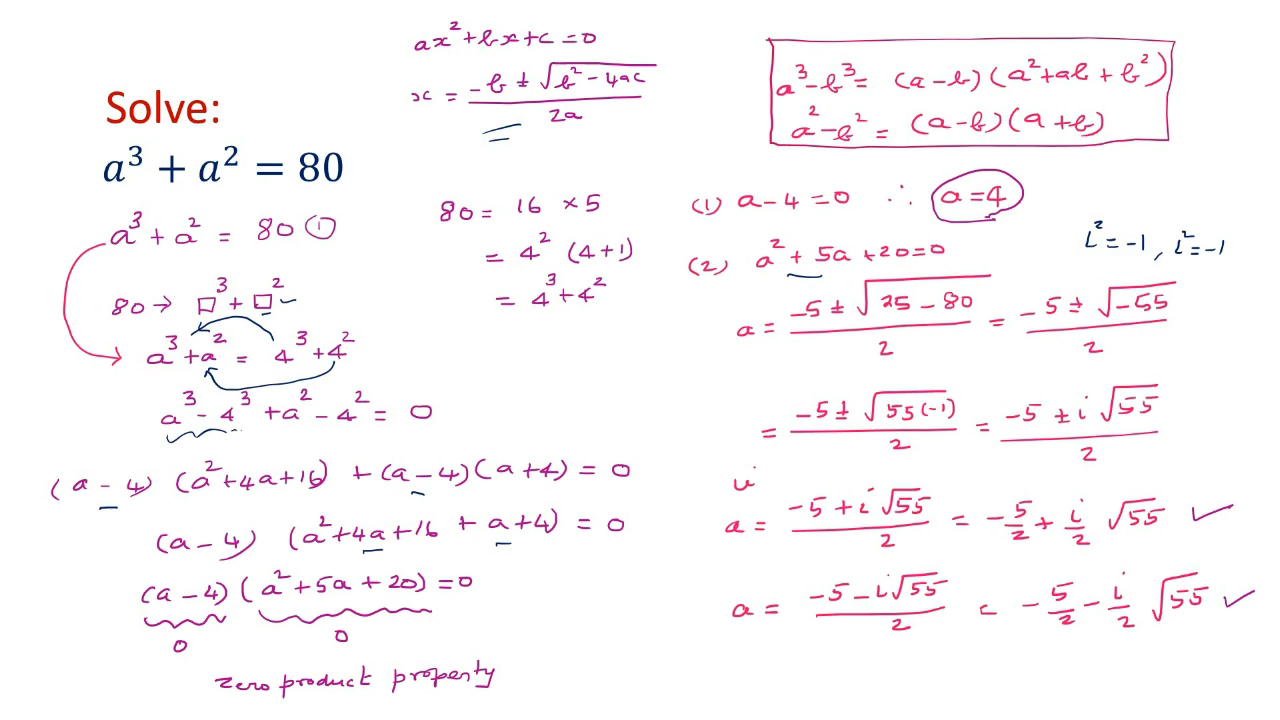 Solve:
a³ + a² = 80
a³ + a² = 80 ①
80 → □³ + □²
a³ + a² = 4³ + 4²
a³ - 4³ + a² - 4² = 0
(a - 4) (a² + 4a + 16) + (a - 4)(a + 4) = 0
(a - 4) (a² + 4a + 16 + a + 4) = 0
(a - 4) (a² + 5a + 20) = 0
0 0
zero product property
ax² + bx + c = 0
x = (-b ± √(b² - 4ac))/2a
80 = 16 × 5
= 4² (4+1)
= 4³ + 4²
a³ - b³ = (a - b) (a² + ab + b²)
a² - b² = (a - b) (a + b)
(1) a - 4 = 0 ∴ a = 4
i² = -1, i² = -1
(2) a² + 5a + 20 = 0
a = (-5 ± √(25 - 80))/2 = (-5 ± √(-55))/2
= (-5 ± √(55(-1)))/2 = (-5 ± i√55)/2
a = (-5 + i√55)/2 = -5/2 + i/2 √55 ✓
a = (-5 - i√55)/2 = -5/2 - i/2 √55 ✓